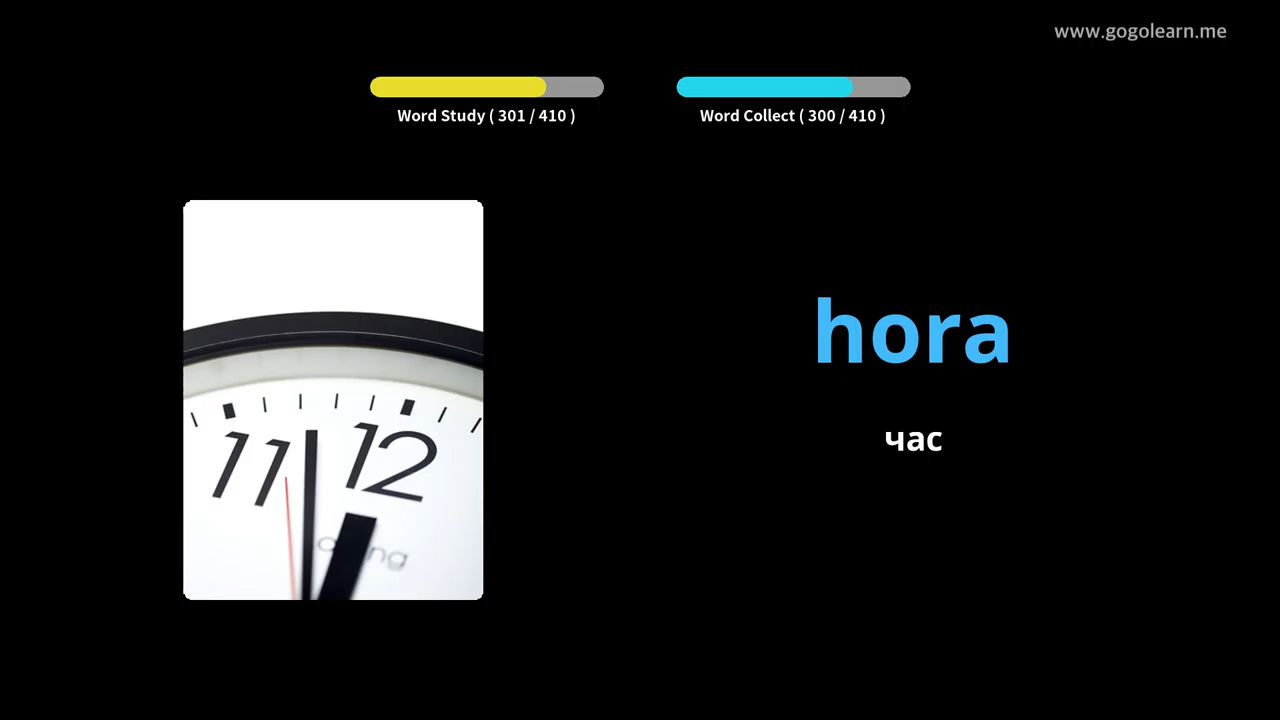 www.gogolearn.me
Word Study ( 301 / 410 )
Word Collect ( 300 / 410 )
11 12
hora
час